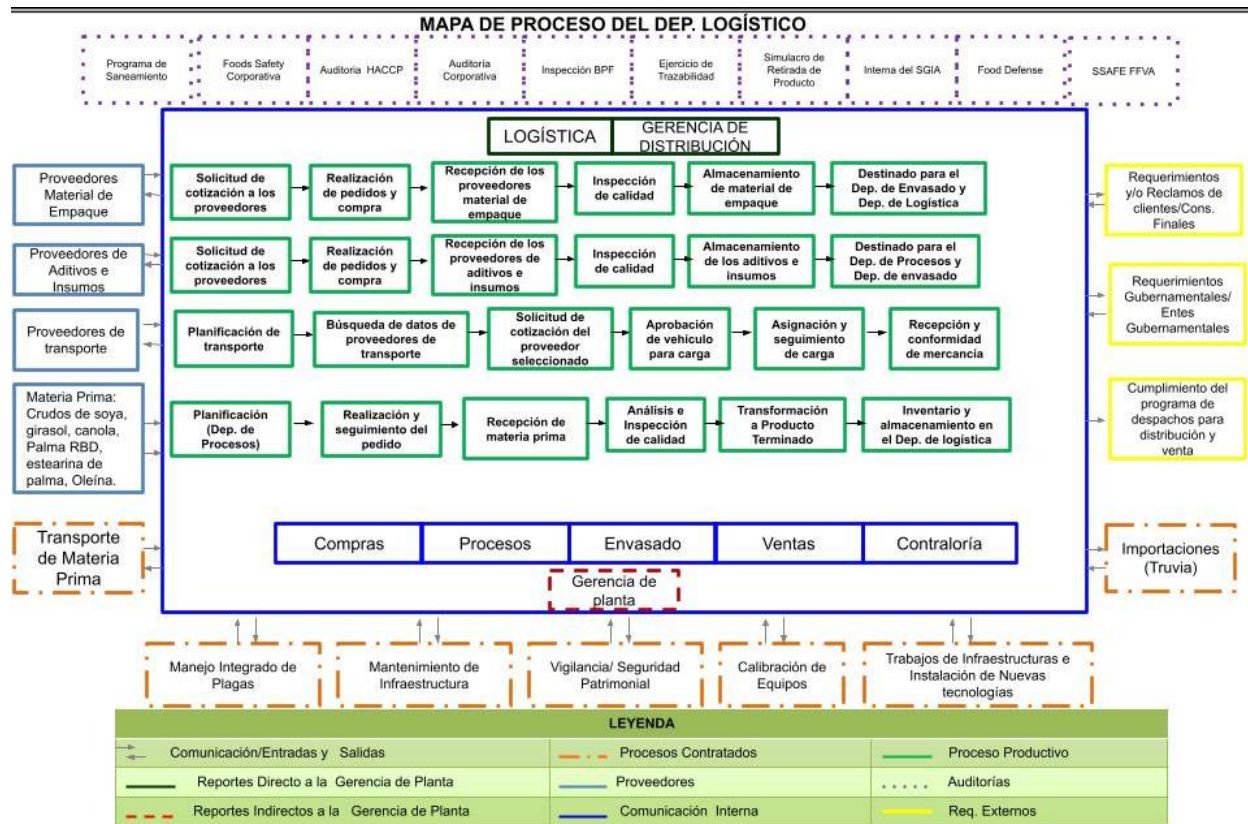 MAPA DE PROCESO DEL DEP. LOGÍSTICO
Programa de
Saneamiento
Foods Safety
Corporativa
Auditoria HACCP
Auditoria
Corporativa
Inspección BPF
Ejercicio de
Trazabilidad
Simulacro de
Retirada de
Producto
Interna del SGIA
Food Defense
SSAFE FFVA
LOGÍSTICA
GERENCIA DE
DISTRIBUCIÓN
Proveedores
Material de
Empaque
Solicitud de
cotización a los
proveedores
Realización
de pedidos y
compra
Recepción de los
proveedores
material de
empaque
Inspección
de calidad
Almacenamiento
de material de
empaque
Destinado para el
Dep. de Envasado y
Dep. de Logística
Requerimientos
y/o Reclamos de
clientes/Cons.
Finales
Proveedores de
Aditivos e
Insumos
Solicitud de
cotización a los
proveedores
Realización
de pedidos y
compra
Recepción de los
proveedores de
aditivos e
insumos
Inspección
de calidad
Almacenamiento
de los aditivos e
insumos
Destinado para el
Dep. de Procesos y
Dep. de envasado
Requerimientos
Gubernamentales/
Entes
Gubernamentales
Proveedores de
transporte
Planificación de
transporte
Búsqueda de datos de
proveedores de
transporte
Solicitud de
cotización del
proveedor
seleccionado
Aprobación
de vehículo
para carga
Asignación y
seguimiento
de carga
Recepción y
conformidad
de mercancía
Materia Prima:
Crudos de soya,
girasol, canola,
Palma RBD,
estearina de
palma, Oleína.
Planificación
(Dep. de
Procesos)
Realización y
seguimiento del
pedido
Recepción de
materia prima
Análisis e
Inspección
de calidad
Transformación
a Producto
Terminado
Inventario y
almacenamiento en
el Dep. de logística
Cumplimiento del
programa de
despachos para
distribución y
venta
Transporte
de Materia
Prima
Compras
Procesos
Envasado
Ventas
Contraloría
Gerencia de
planta
Importaciones
(Truvia)
Manejo Integrado de
Plagas
Mantenimiento de
Infraestructura
Vigilancia/ Seguridad
Patrimonial
Calibración de
Equipos
Trabajos de Infraestructuras e
Instalación de Nuevas
tecnologías
LEYENDA
Comunicación/Entradas y Salidas
Procesos Contratados
Proceso Productivo
Reportes Directo a la Gerencia de Planta
Proveedores
Auditorías
Reportes Indirectos a la Gerencia de Planta
Comunicación Interna
Req. Externos